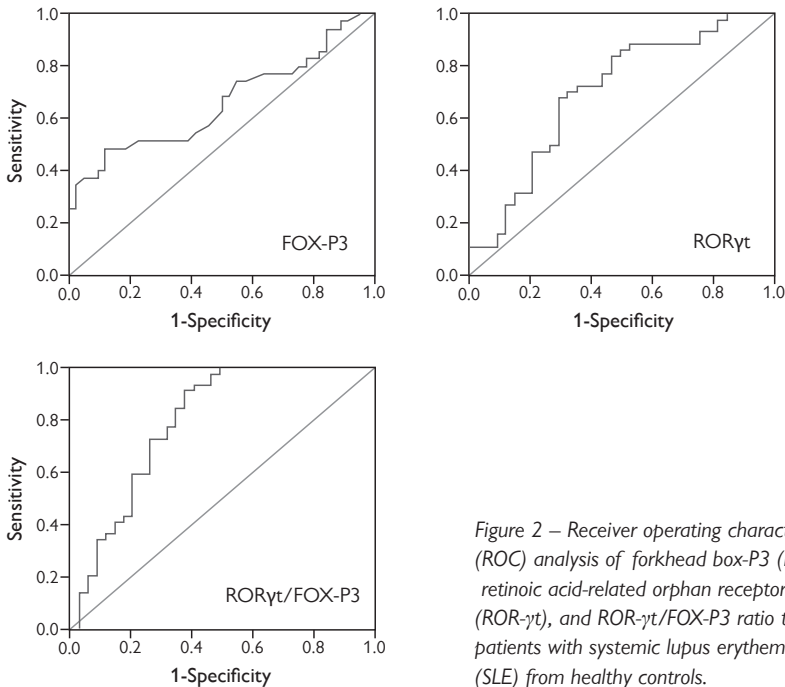 1.0
0.8
0.6
0.4
0.2
0.0
Sensitivity
FOX-P3
0.0 0.2 0.4 0.6 0.8 1.0
1-Specificity
1.0
0.8
0.6
0.4
0.2
0.0
RORγt
0.0 0.2 0.4 0.6 0.8 1.0
1-Specificity
1.0
0.8
0.6
0.4
0.2
0.0
Sensitivity
RORγt/FOX-P3
0.0 0.2 0.4 0.6 0.8 1.0
1-Specificity
Figure 2 – Receiver operating charact
(ROC) analysis of forkhead box-P3 (
retinoic acid-related orphan receptor
(ROR-γt), and ROR-γt/FOX-P3 ratio t
patients with systemic lupus erythem
(SLE) from healthy controls.